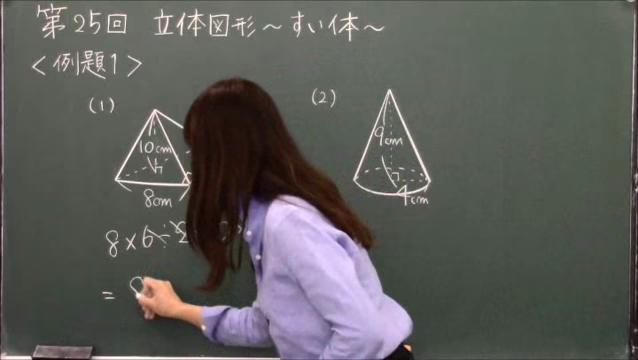 第25回 立体図形～すい体～
＜例題1＞
(1)
(2)
10cm
9cm
8cm
4cm
8×6÷2
=